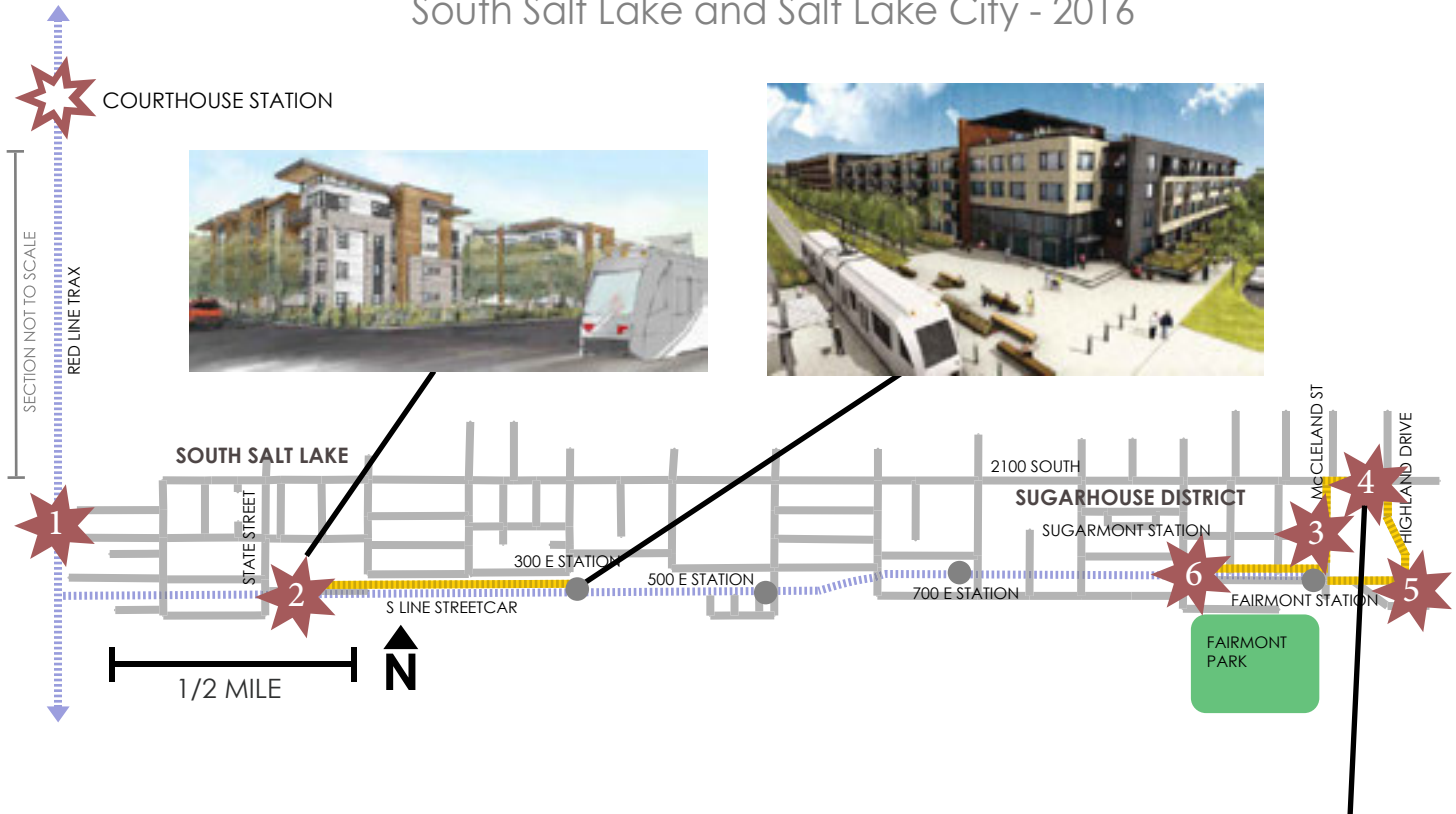 South Salt Lake and Salt Lake City - 2016
COURTHOUSE STATION
SECTION NOT TO SCALE
RED LINE TRAX
SOUTH SALT LAKE
2100 SOUTH
MCCLELAND ST
HIGHLAND DRIVE
SUGARHOUSE DISTRICT
SUGARMONT STATION
STATE STREET
1
2
3
4
5
6
300 E STATION
500 E STATION
700 E STATION
FAIRMONT STATION
S LINE STREETCAR
FAIRMONT
PARK
1/2 MILE
N